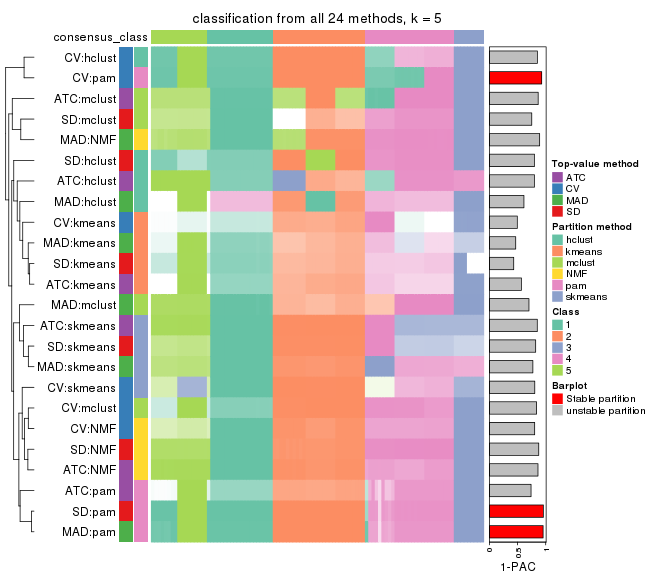 classification from all 24 methods, k = 5
consensus_class
CV:hclust
CV:pam
ATC:mclust
SD:mclust
MAD:NMF
SD:hclust
ATC:hclust
MAD:hclust
CV:kmeans
MAD:kmeans
SD:kmeans
ATC:kmeans
MAD:mclust
ATC:skmeans
SD:skmeans
MAD:skmeans
CV:skmeans
CV:mclust
CV:NMF
SD:NMF
ATC:NMF
ATC:pam
SD:pam
MAD:pam
0
0.5
1
1-PAC
Top-value method
ATC
CV
MAD
SD
Partition method
hclust
kmeans
mclust
NMF
pam
skmeans
Class
1
2
3
4
5
Barplot
Stable partition
unstable partition